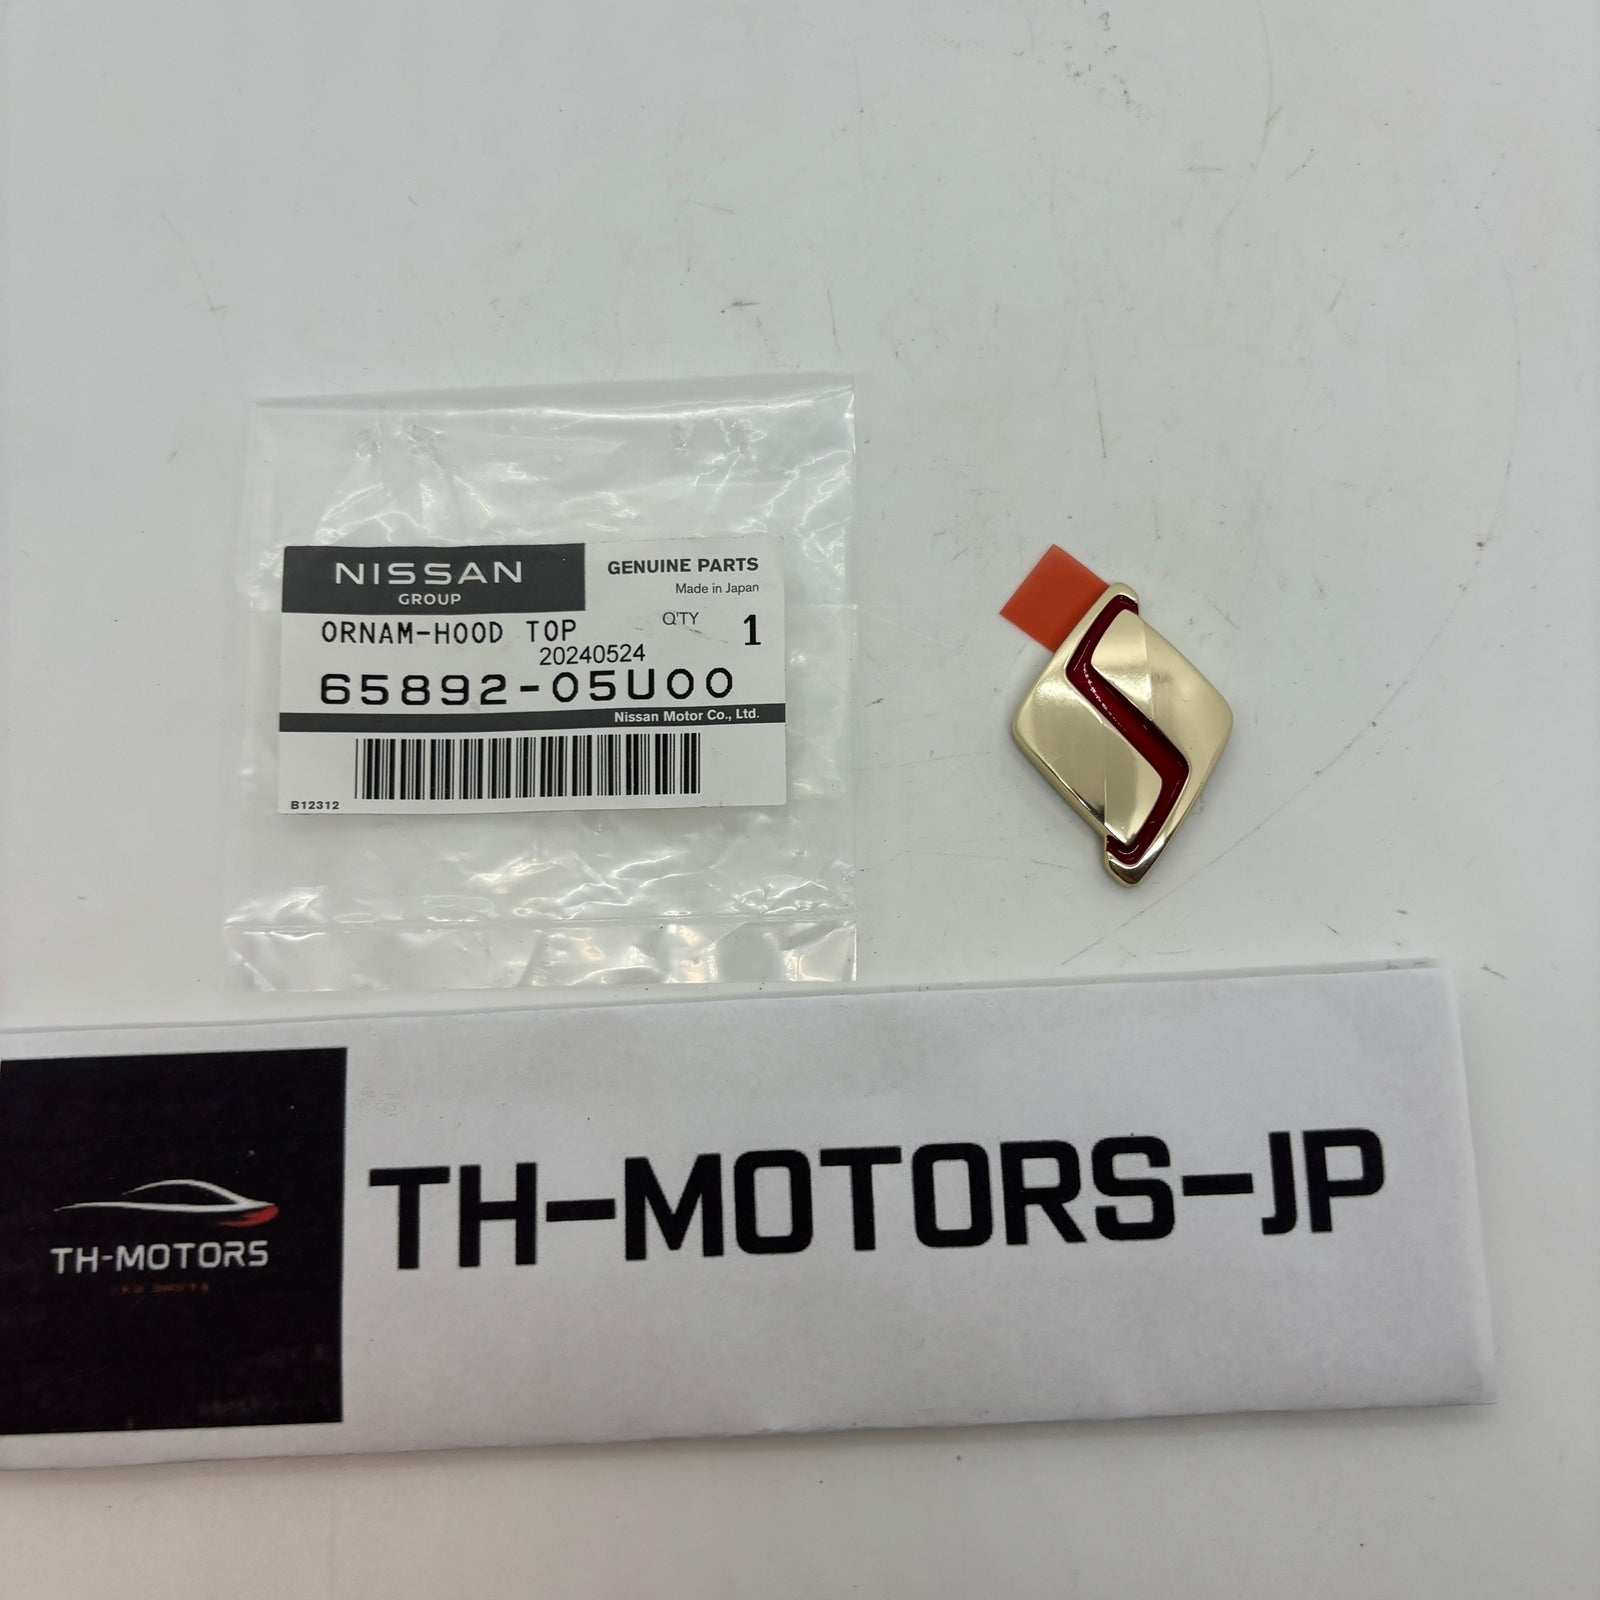 NISSAN
GROUP
GENUINE PARTS
Made in Japan
ORNAM-HOOD TOP
Q'TY 1
20240524
65892-05U00
Nissan Motor Co., Ltd.
B12312
TH-MOTORS-JP
TH-MOTORS